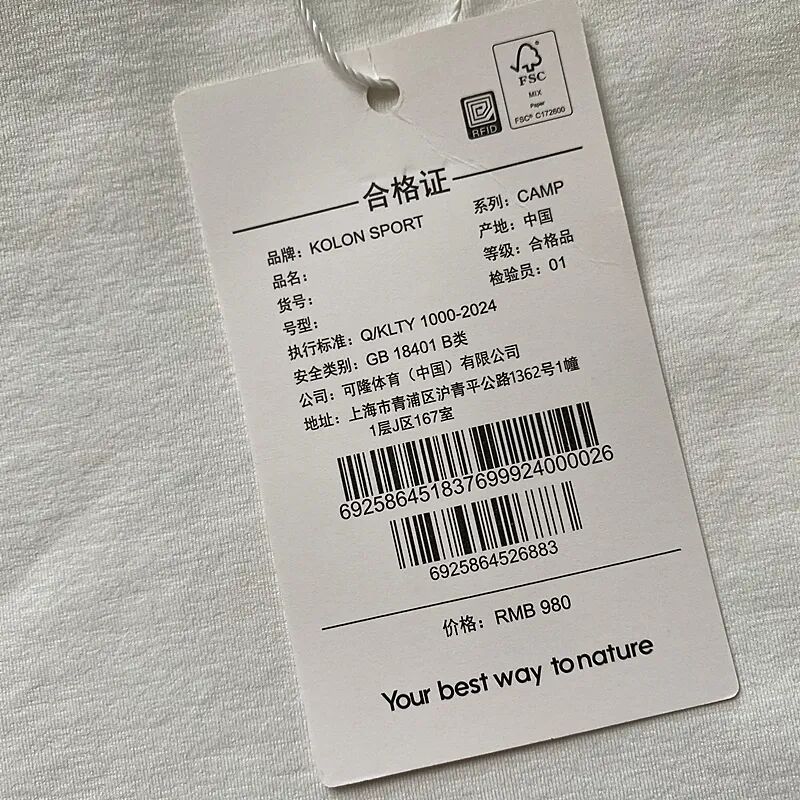 FSC
MIX
Paper
FSC® C172600
RFID
合格证
品牌：KOLON SPORT
系列：CAMP
品名：
产地：中国
货号：
等级：合格品
号型：
检验员：01
执行标准：Q/KLTY 1000-2024
安全类别：GB 18401 B类
公司：可隆体育（中国）有限公司
地址：上海市青浦区沪青平公路1362号1幢
1层J区167室
692586451837699924000026
6925864526883
价格：RMB 980
Your best way to nature